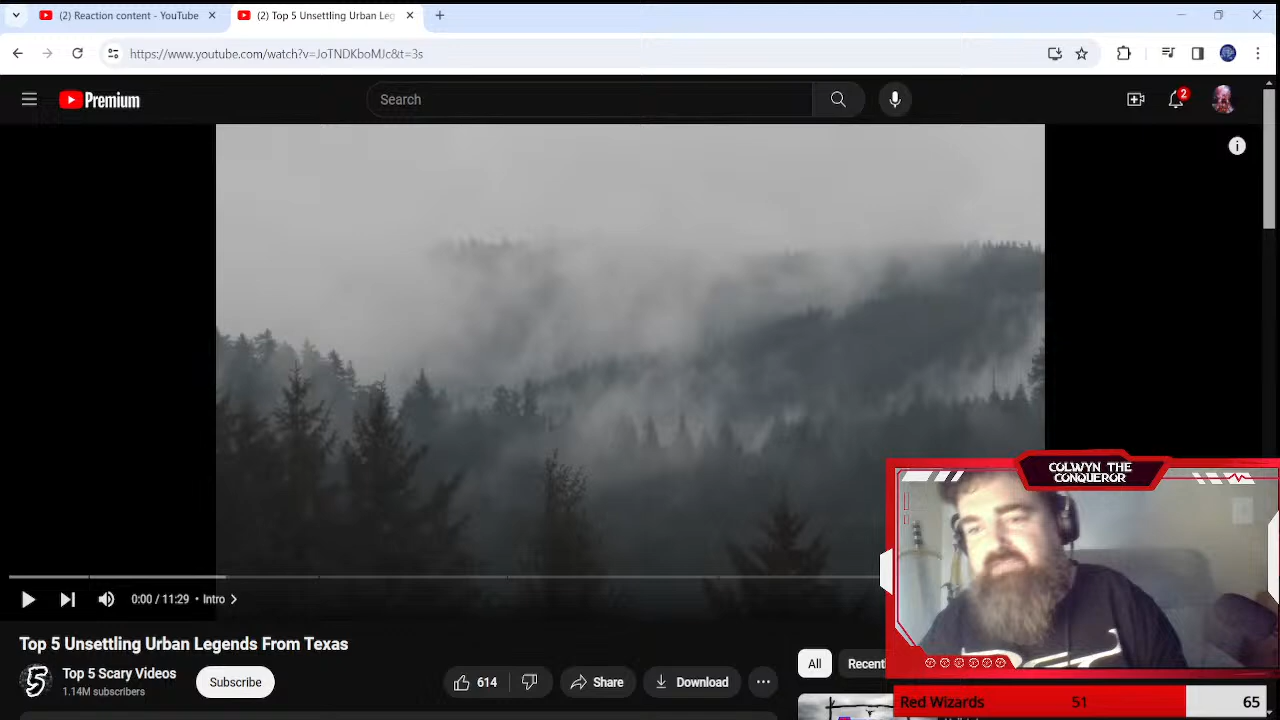 (2) Reaction content - YouTube
(2) Top 5 Unsettling Urban Leg
https://www.youtube.com/watch?v=JoTNDKboMJc&t=3s
Premium
Search
2
i
COLWYN THE
CONQUEROR
0:00 / 11:29 • Intro
Top 5 Unsettling Urban Legends From Texas
5
Top 5 Scary Videos
1.14M subscribers
Subscribe
614
Share
Download
All
Recent
Red Wizards 51 65